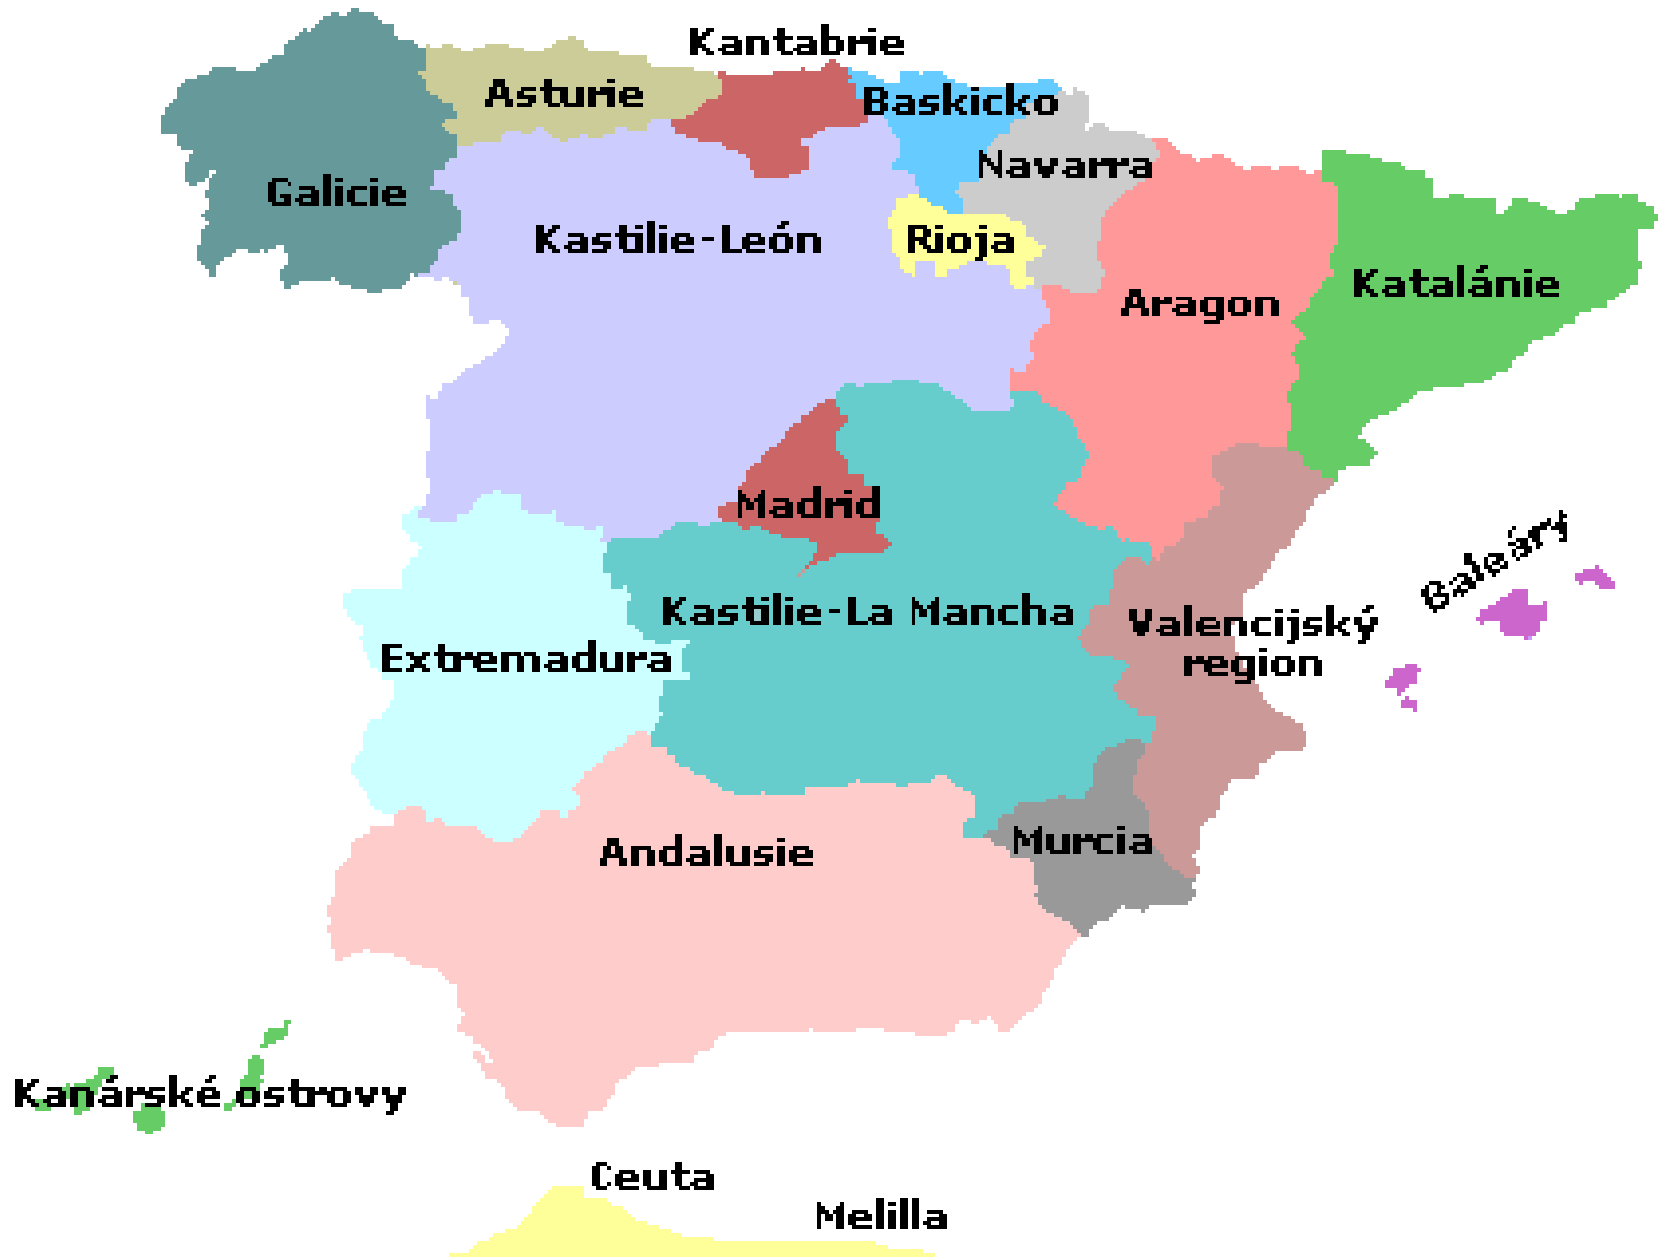 Kantabrie
Asturie
Baskicko
Navarra
Galicie
Kastilie-León
Rioja
Katalánie
Aragon
Madrid
Baleáry
Kastilie-La Mancha
Valencijský
region
Extremadura
Murcia
Andalusie
Kanárské ostrovy
Ceuta
Melilla